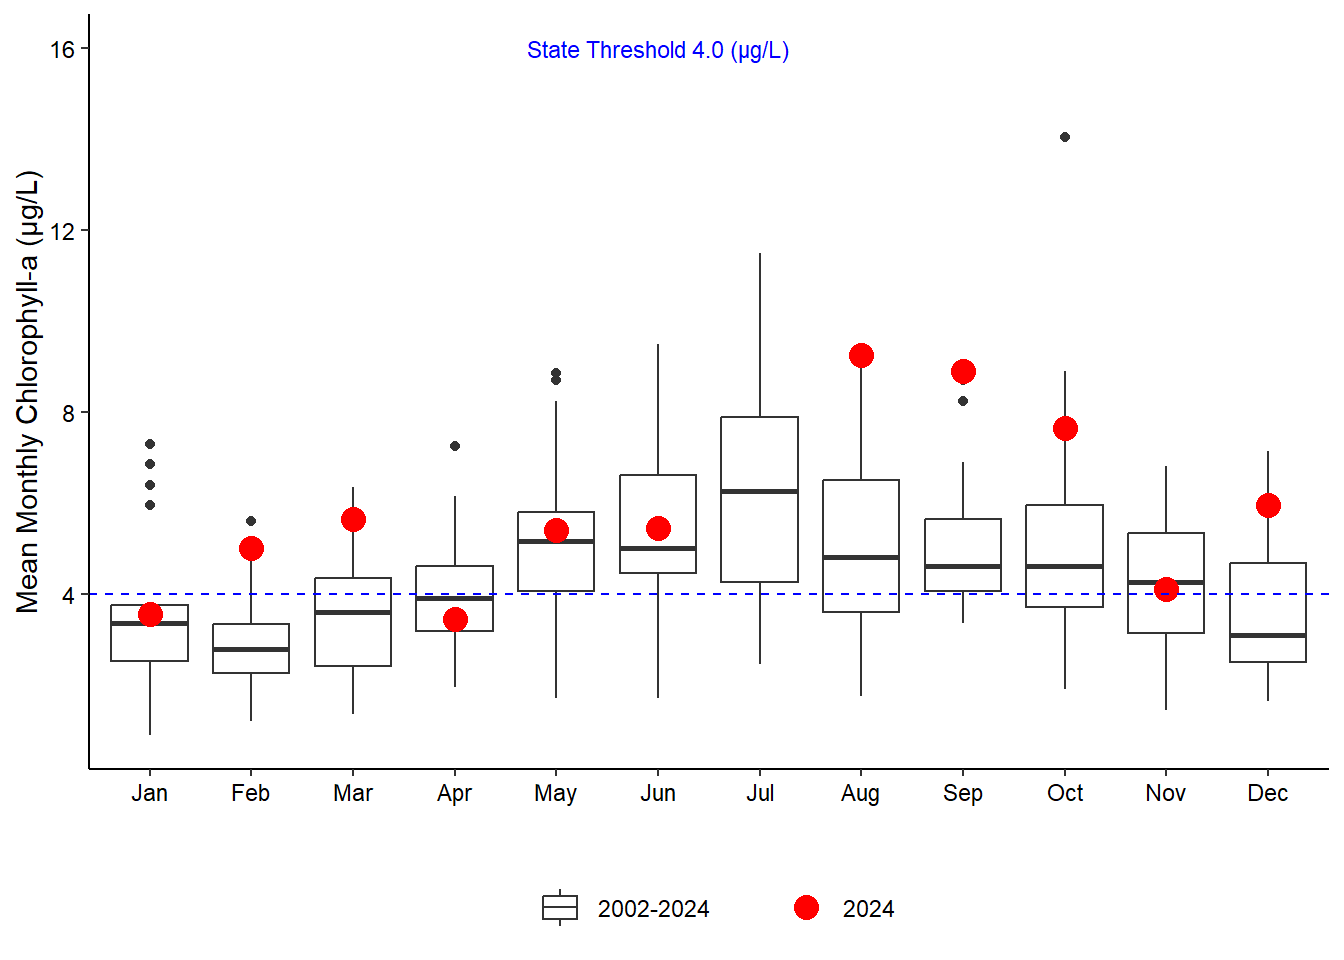 State Threshold 4.0 (µg/L)
Mean Monthly Chlorophyll-a (µg/L)
16
12
8
4
Jan Feb Mar Apr May Jun Jul Aug Sep Oct Nov Dec
2002-2024 2024